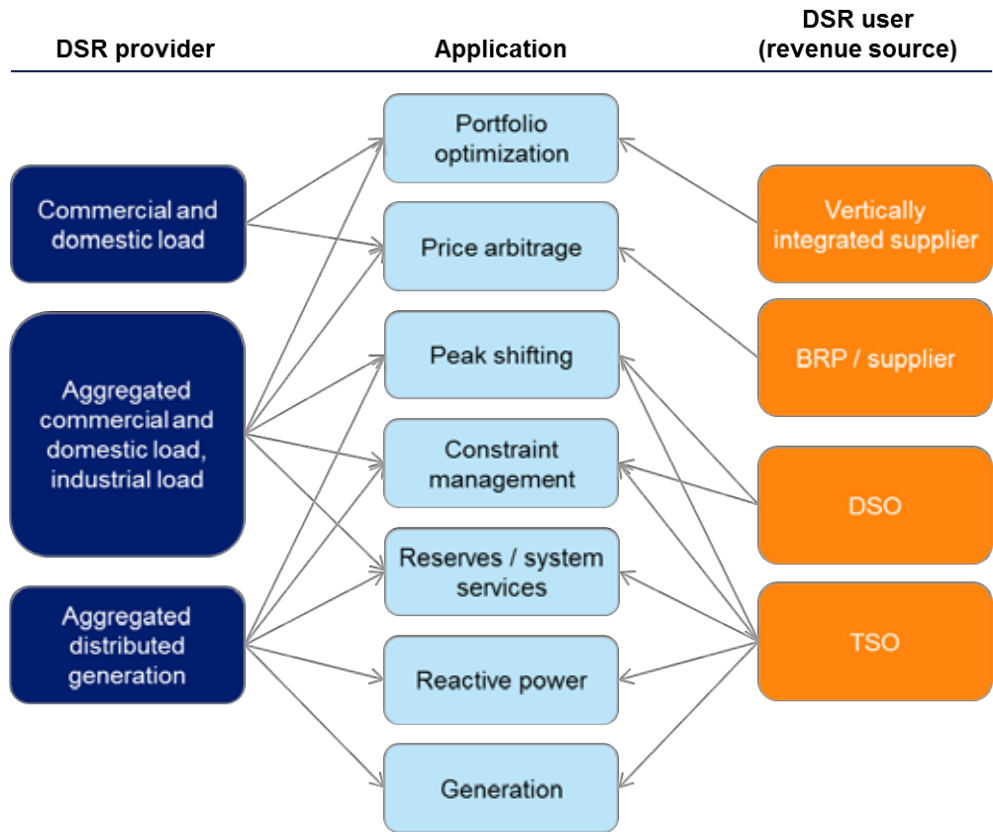 DSR provider
Application
DSR user
(revenue source)
Commercial and
domestic load
Aggregated
commercial and
domestic load,
industrial load
Aggregated
distributed
generation
Portfolio
optimization
Price arbitrage
Peak shifting
Constraint
management
Reserves / system
services
Reactive power
Generation
Vertically
integrated supplier
BRP / supplier
DSO
TSO